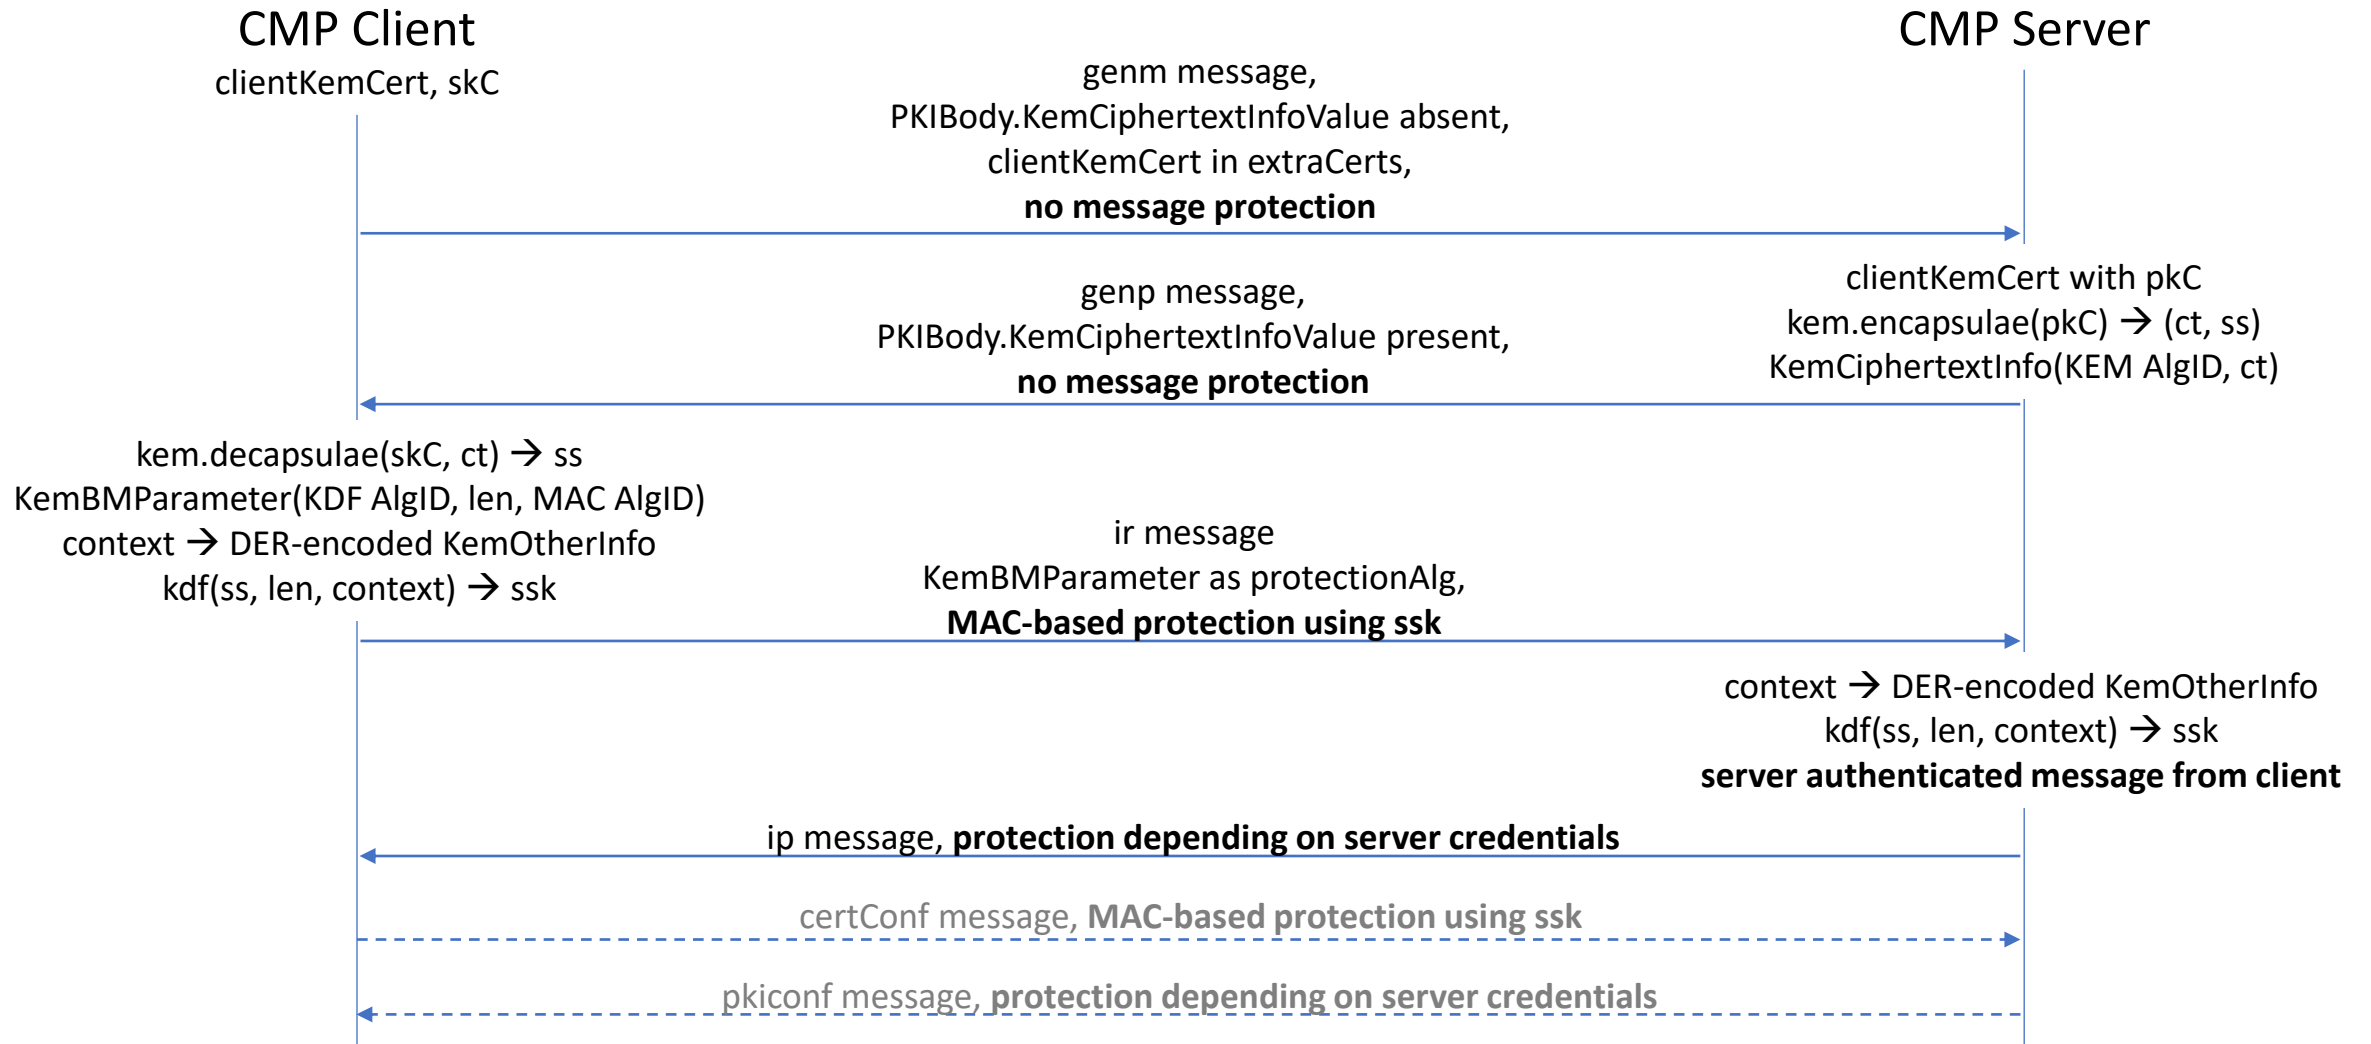 CMP Client
clientKemCert, skC
CMP Server
genm message,
PKIBody.KemCiphertextInfoValue absent,
clientKemCert in extraCerts,
no message protection
clientKemCert with pkC
kem.encapsulae(pkC) → (ct, ss)
KemCiphertextInfo(KEM AlgID, ct)
genp message,
PKIBody.KemCiphertextInfoValue present,
no message protection
kem.decapsulae(skC, ct) → ss
KemBMParameter(KDF AlgID, len, MAC AlgID)
context → DER-encoded KemOtherInfo
kdf(ss, len, context) → ssk
ir message
KemBMParameter as protectionAlg,
MAC-based protection using ssk
context → DER-encoded KemOtherInfo
kdf(ss, len, context) → ssk
server authenticated message from client
ip message, protection depending on server credentials
certConf message, MAC-based protection using ssk
pkiconf message, protection depending on server credentials